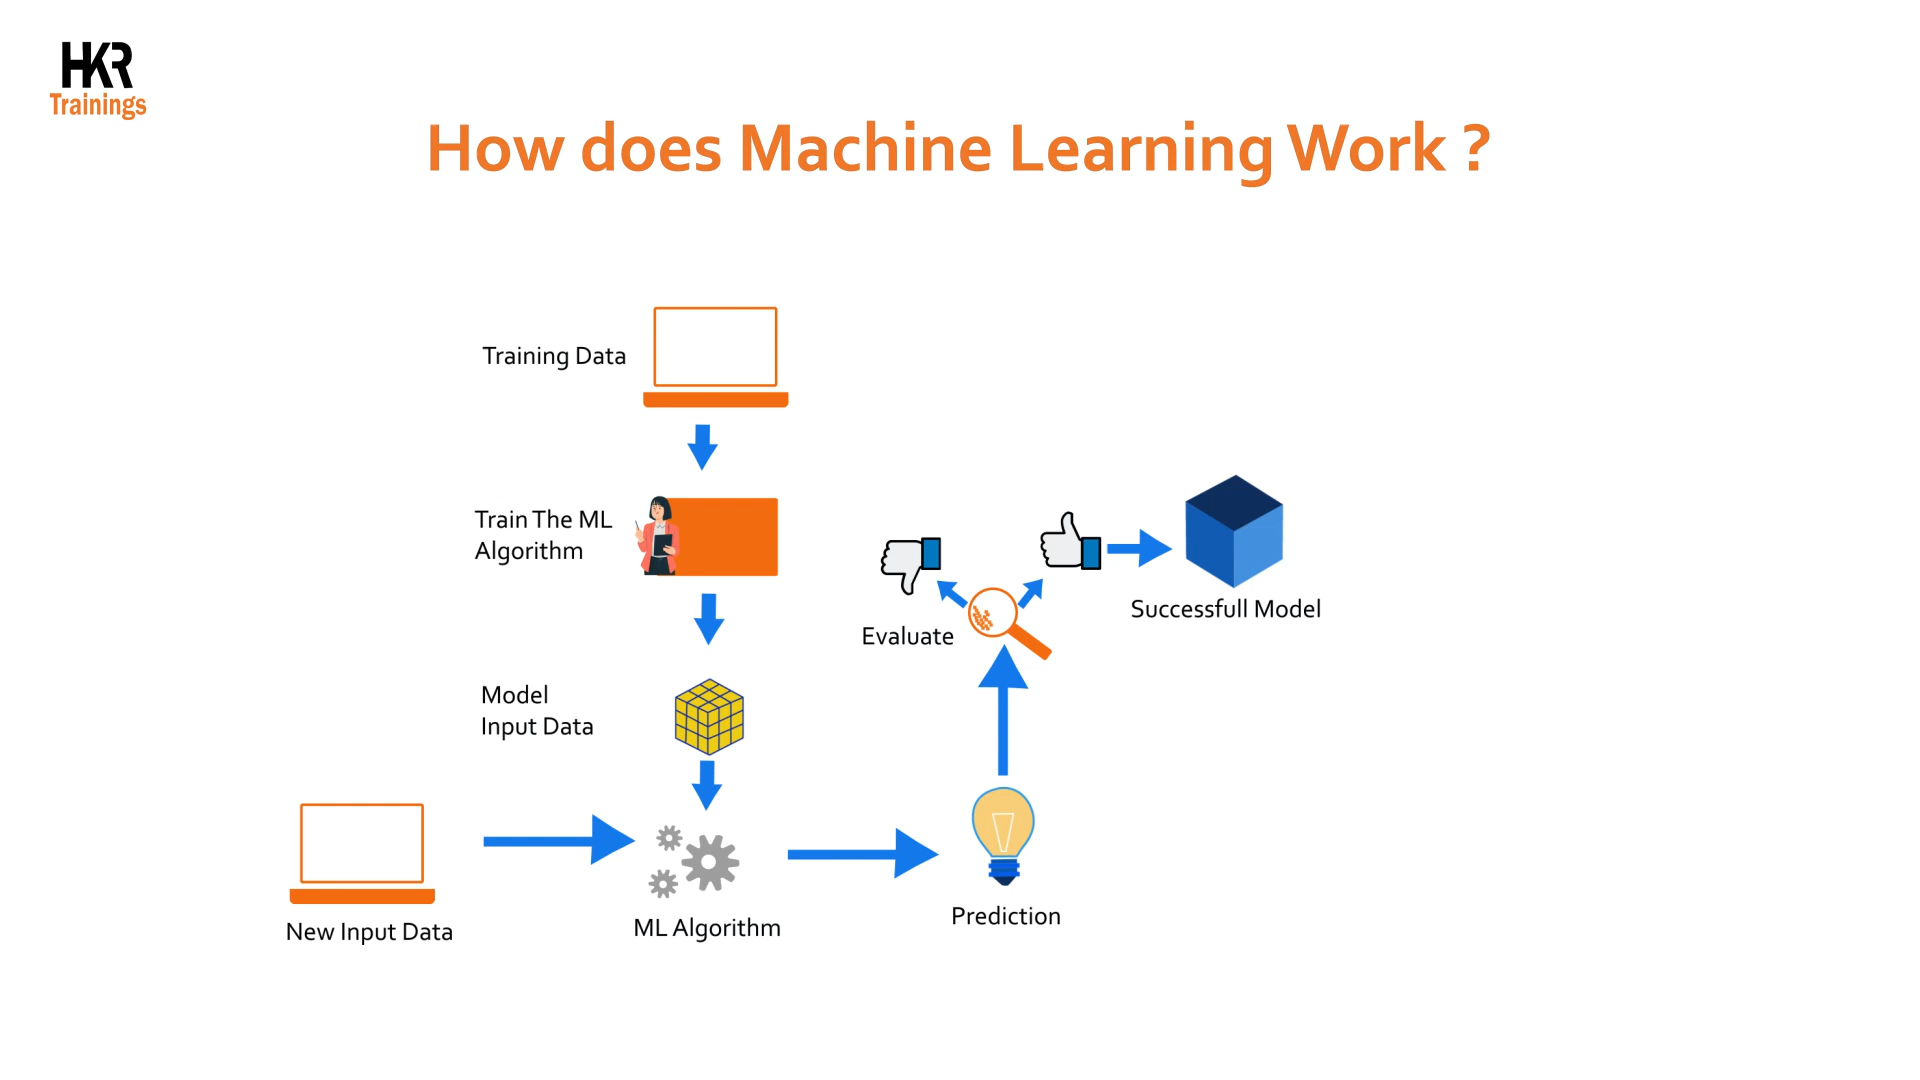 HKR
Trainings
How does Machine Learning Work ?
Training Data
Train The ML
Algorithm
Successfull Model
Evaluate
Model
Input Data
New Input Data
ML Algorithm
Prediction